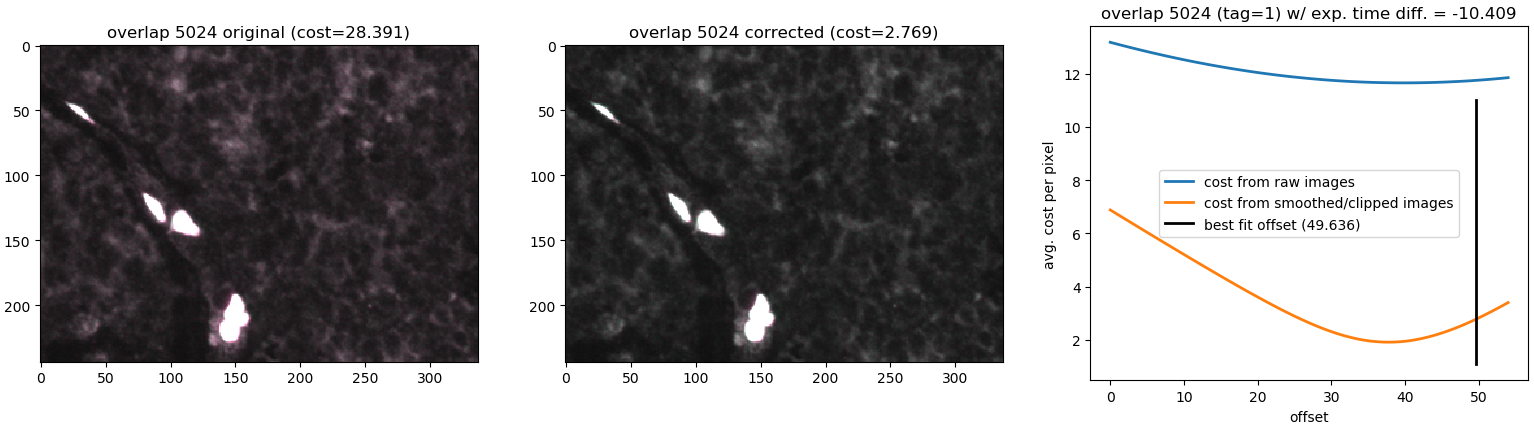 overlap 5024 original (cost=28.391)
0
50
100
150
200
0 50 100 150 200 250 300
overlap 5024 corrected (cost=2.769)
0
50
100
150
200
0 50 100 150 200 250 300
overlap 5024 (tag=1) w/ exp. time diff. = -10.409
avg. cost per pixel
12
10
8
6
4
2
cost from raw images
cost from smoothed/clipped images
best fit offset (49.636)
0 10 20 30 40 50
offset